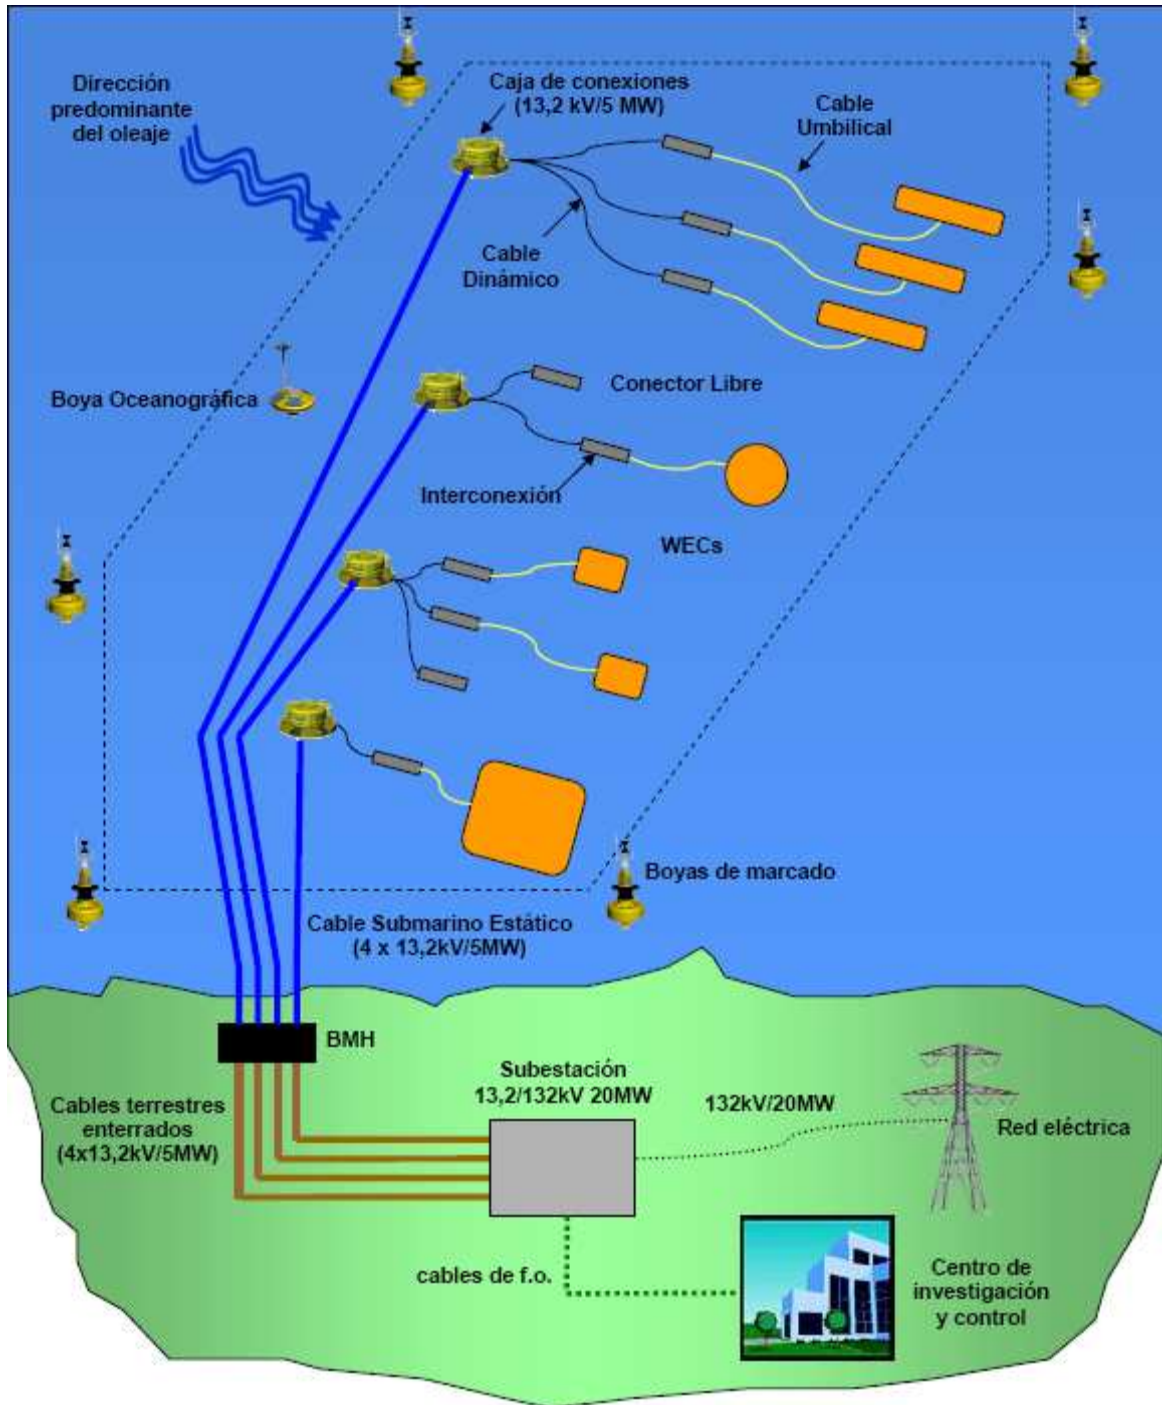 Dirección
predominante
del oleaje
Caja de conexiones
(13,2 kV/5 MW)
Cable
Umbilical
Cable
Dinámico
Boya Oceanográfica
Conector Libre
Interconexión
WECs
Boyas de marcado
Cable Submarino Estático
(4 x 13,2kV/5MW)
BMH
Subestación
13,2/132kV 20MW
132kV/20MW
Cables terrestres
enterrados
(4x13,2kV/5MW)
Red eléctrica
cables de f.o.
Centro de
investigación
y control